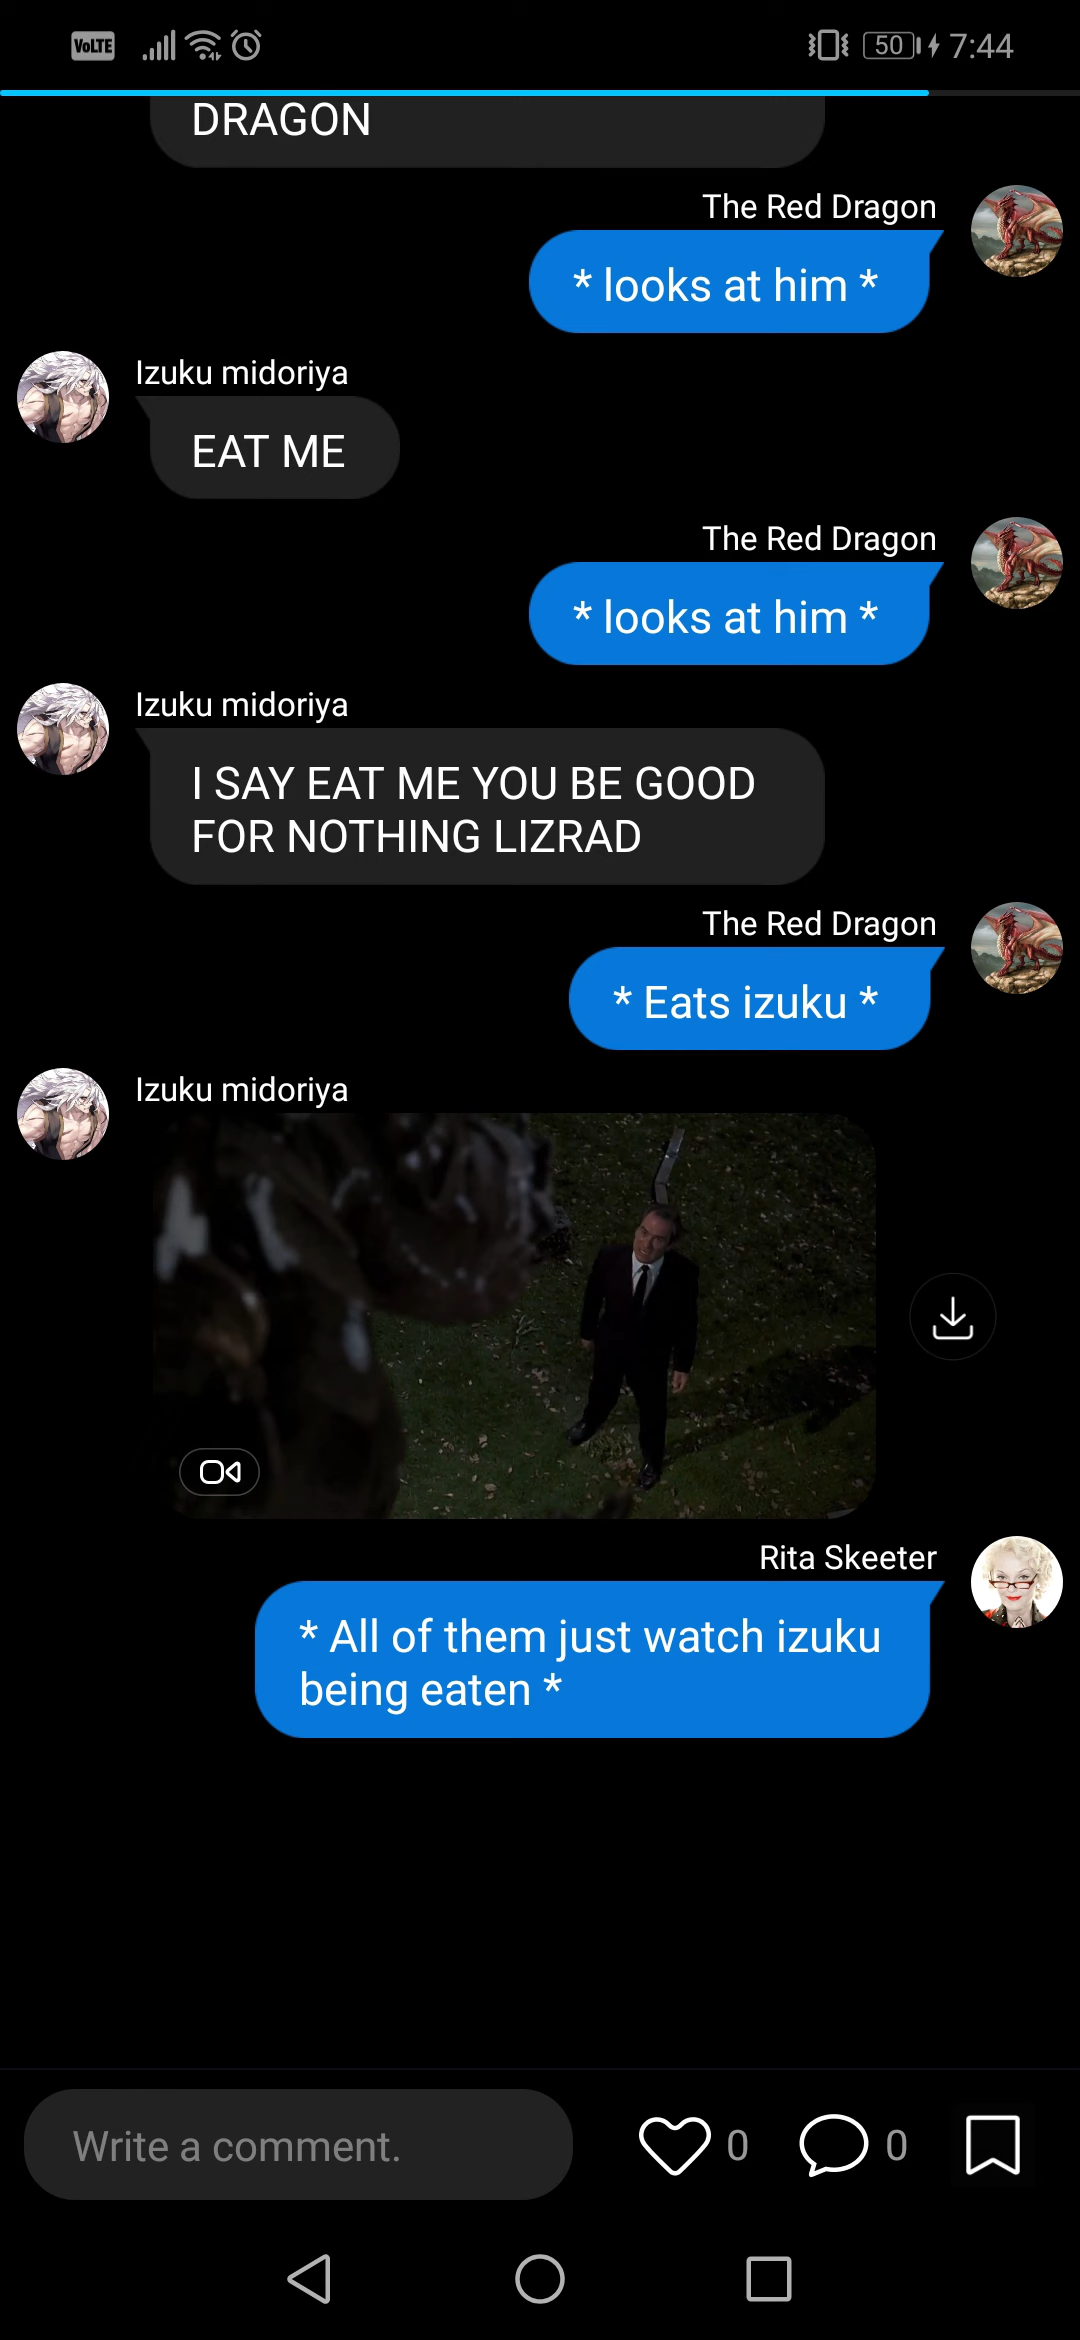 VoLTE
50
7:44
DRAGON
The Red Dragon
* looks at him *
Izuku midoriya
EAT ME
The Red Dragon
* looks at him *
Izuku midoriya
I SAY EAT ME YOU BE GOOD
FOR NOTHING LIZRAD
The Red Dragon
* Eats izuku *
Izuku midoriya
Rita Skeeter
* All of them just watch izuku
being eaten *
Write a comment.
0
0